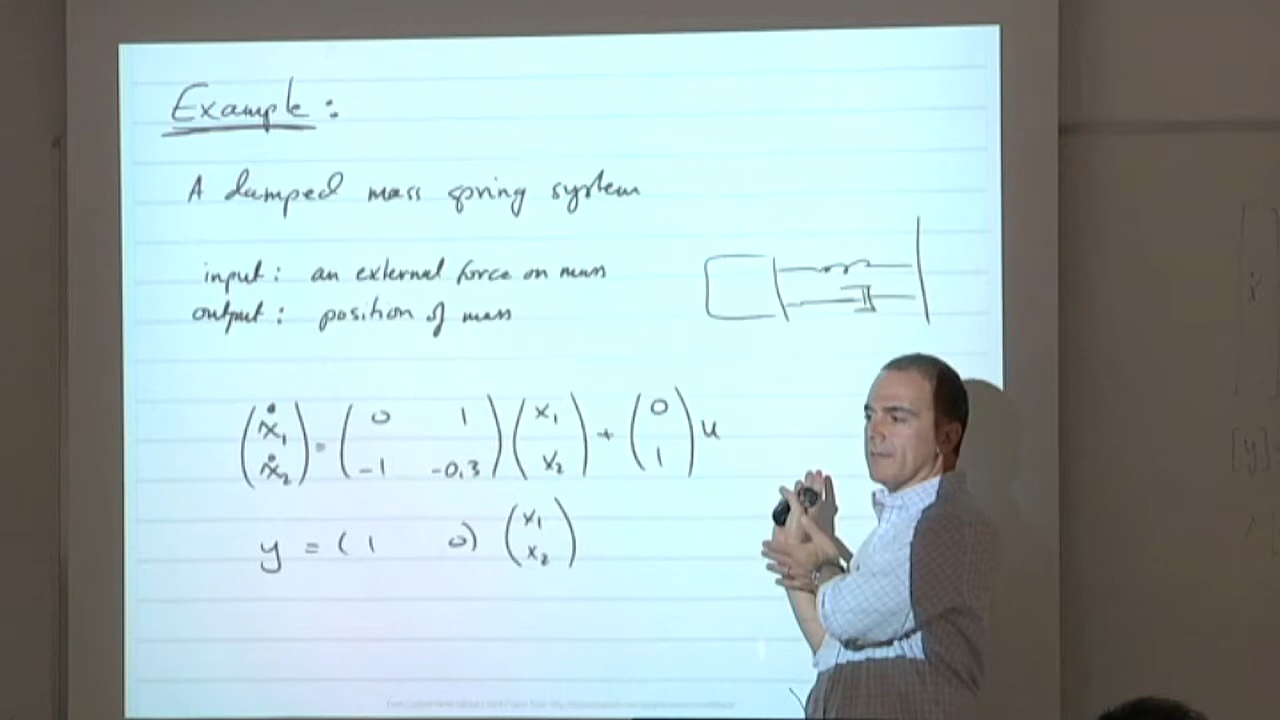 Example:
A damped mass spring system
input: an external force on mass
output: position of mass
(ẋ₁ ẋ₂) = (0 1 -1 -0.3) (x₁ x₂) + (0 1) u
y = (1 0) (x₁ x₂)
[y]